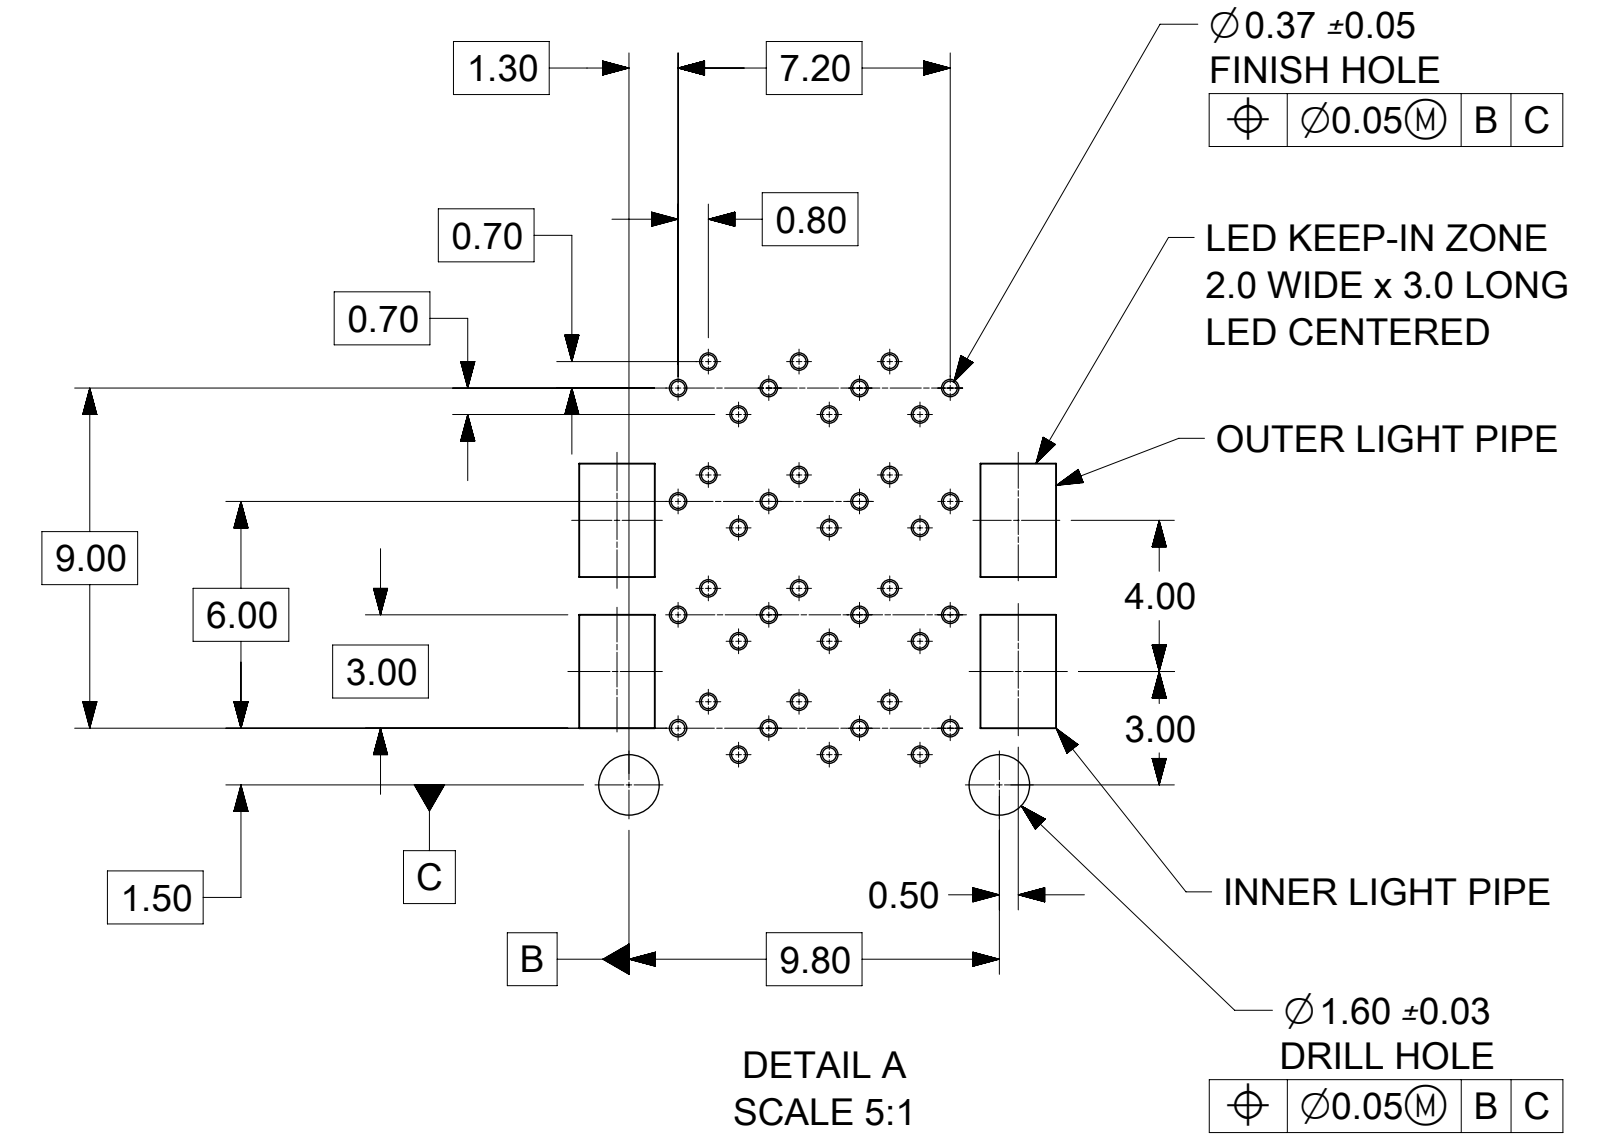 ⌀0.37 ±0.05
FINISH HOLE
⌖ ⌀0.05Ⓜ B C
1.30
7.20
0.80
0.70
0.70
LED KEEP-IN ZONE
2.0 WIDE x 3.0 LONG
LED CENTERED
OUTER LIGHT PIPE
9.00
6.00
3.00
4.00
3.00
1.50
C
0.50
INNER LIGHT PIPE
B
9.80
⌀1.60 ±0.03
DRILL HOLE
⌖ ⌀0.05Ⓜ B C
DETAIL A
SCALE 5:1